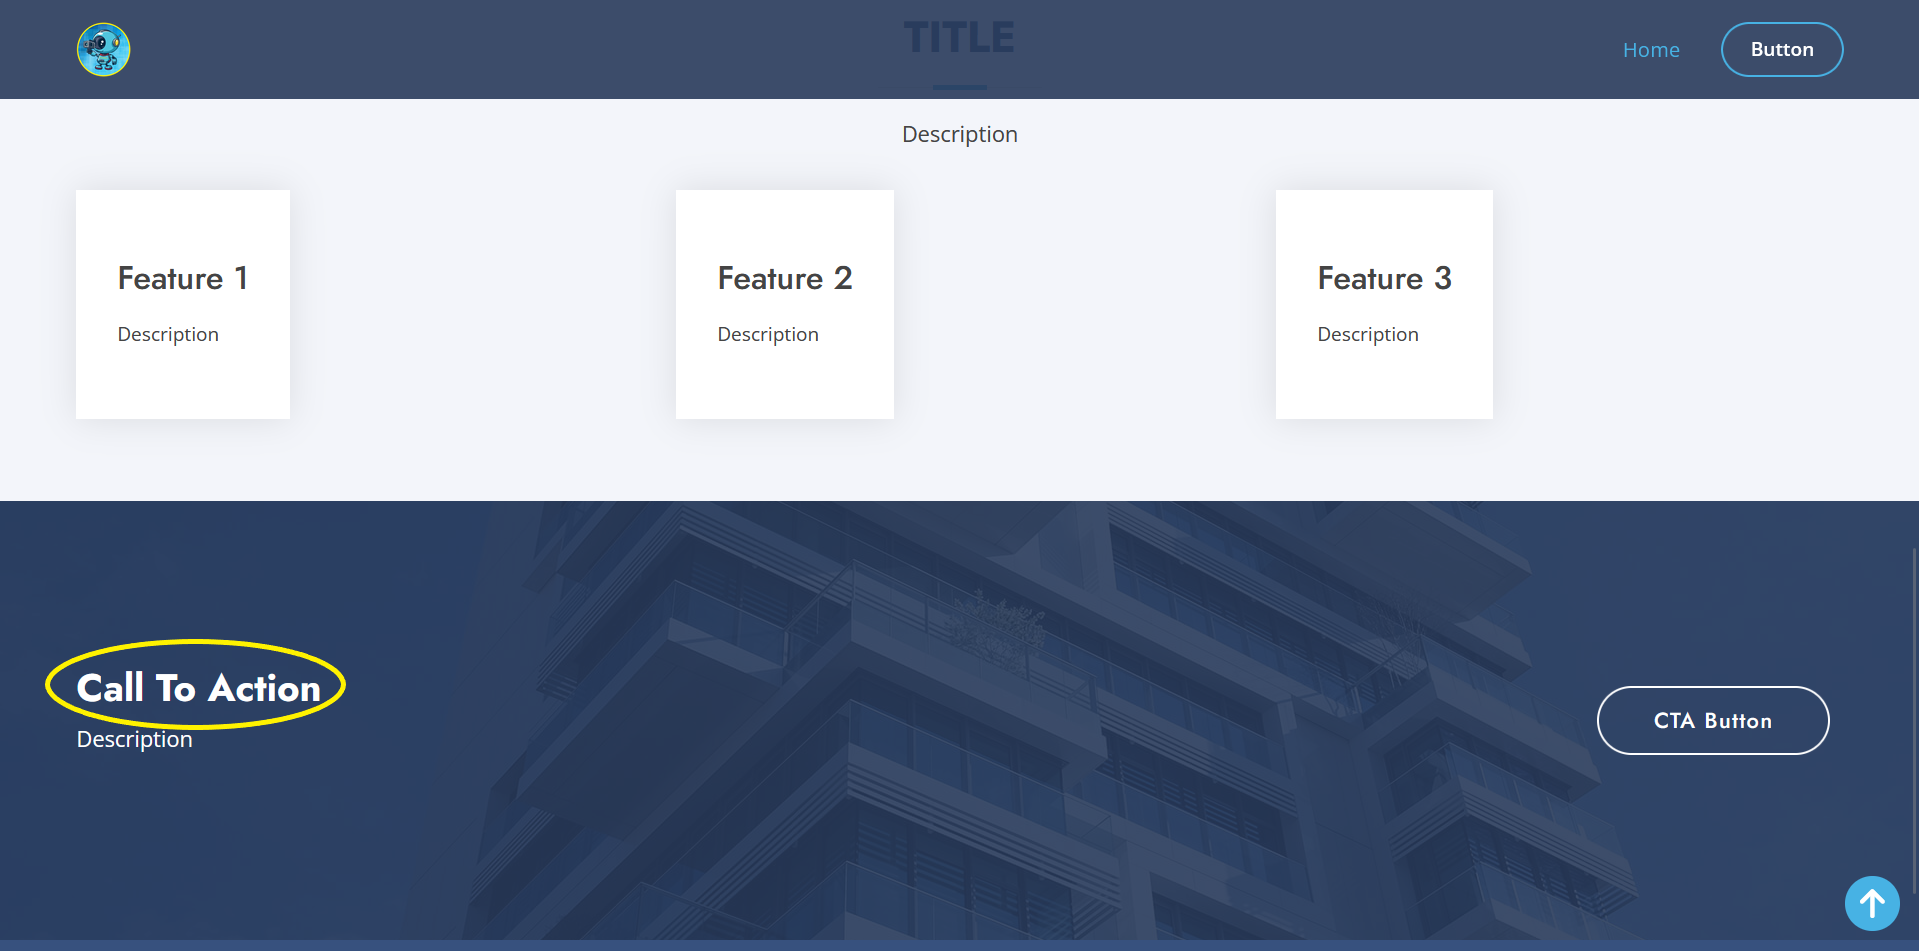 TITLE
Home
Button
Description
Feature 1
Description
Feature 2
Description
Feature 3
Description
Call To Action
Description
CTA Button